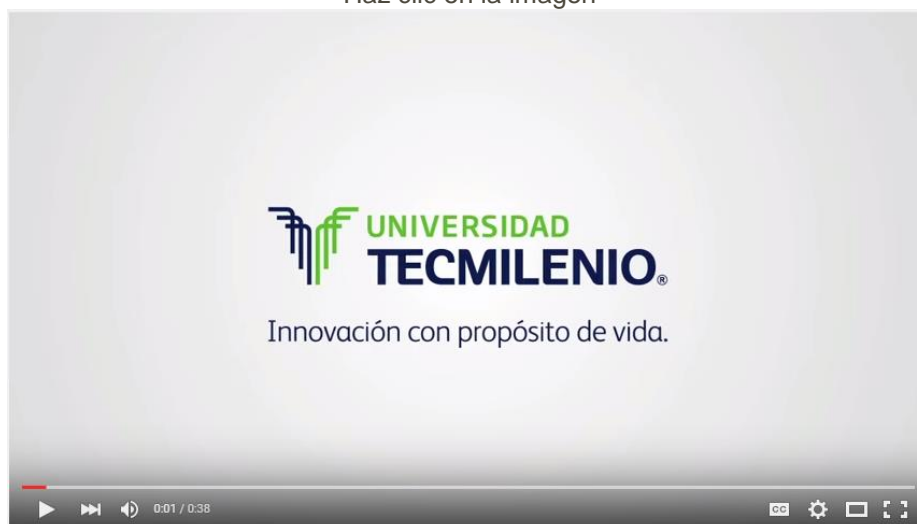 Haz clic en la imagen
UNIVERSIDAD
TECMILENIO®
Innovación con propósito de vida.
0:01 / 0:38
CC